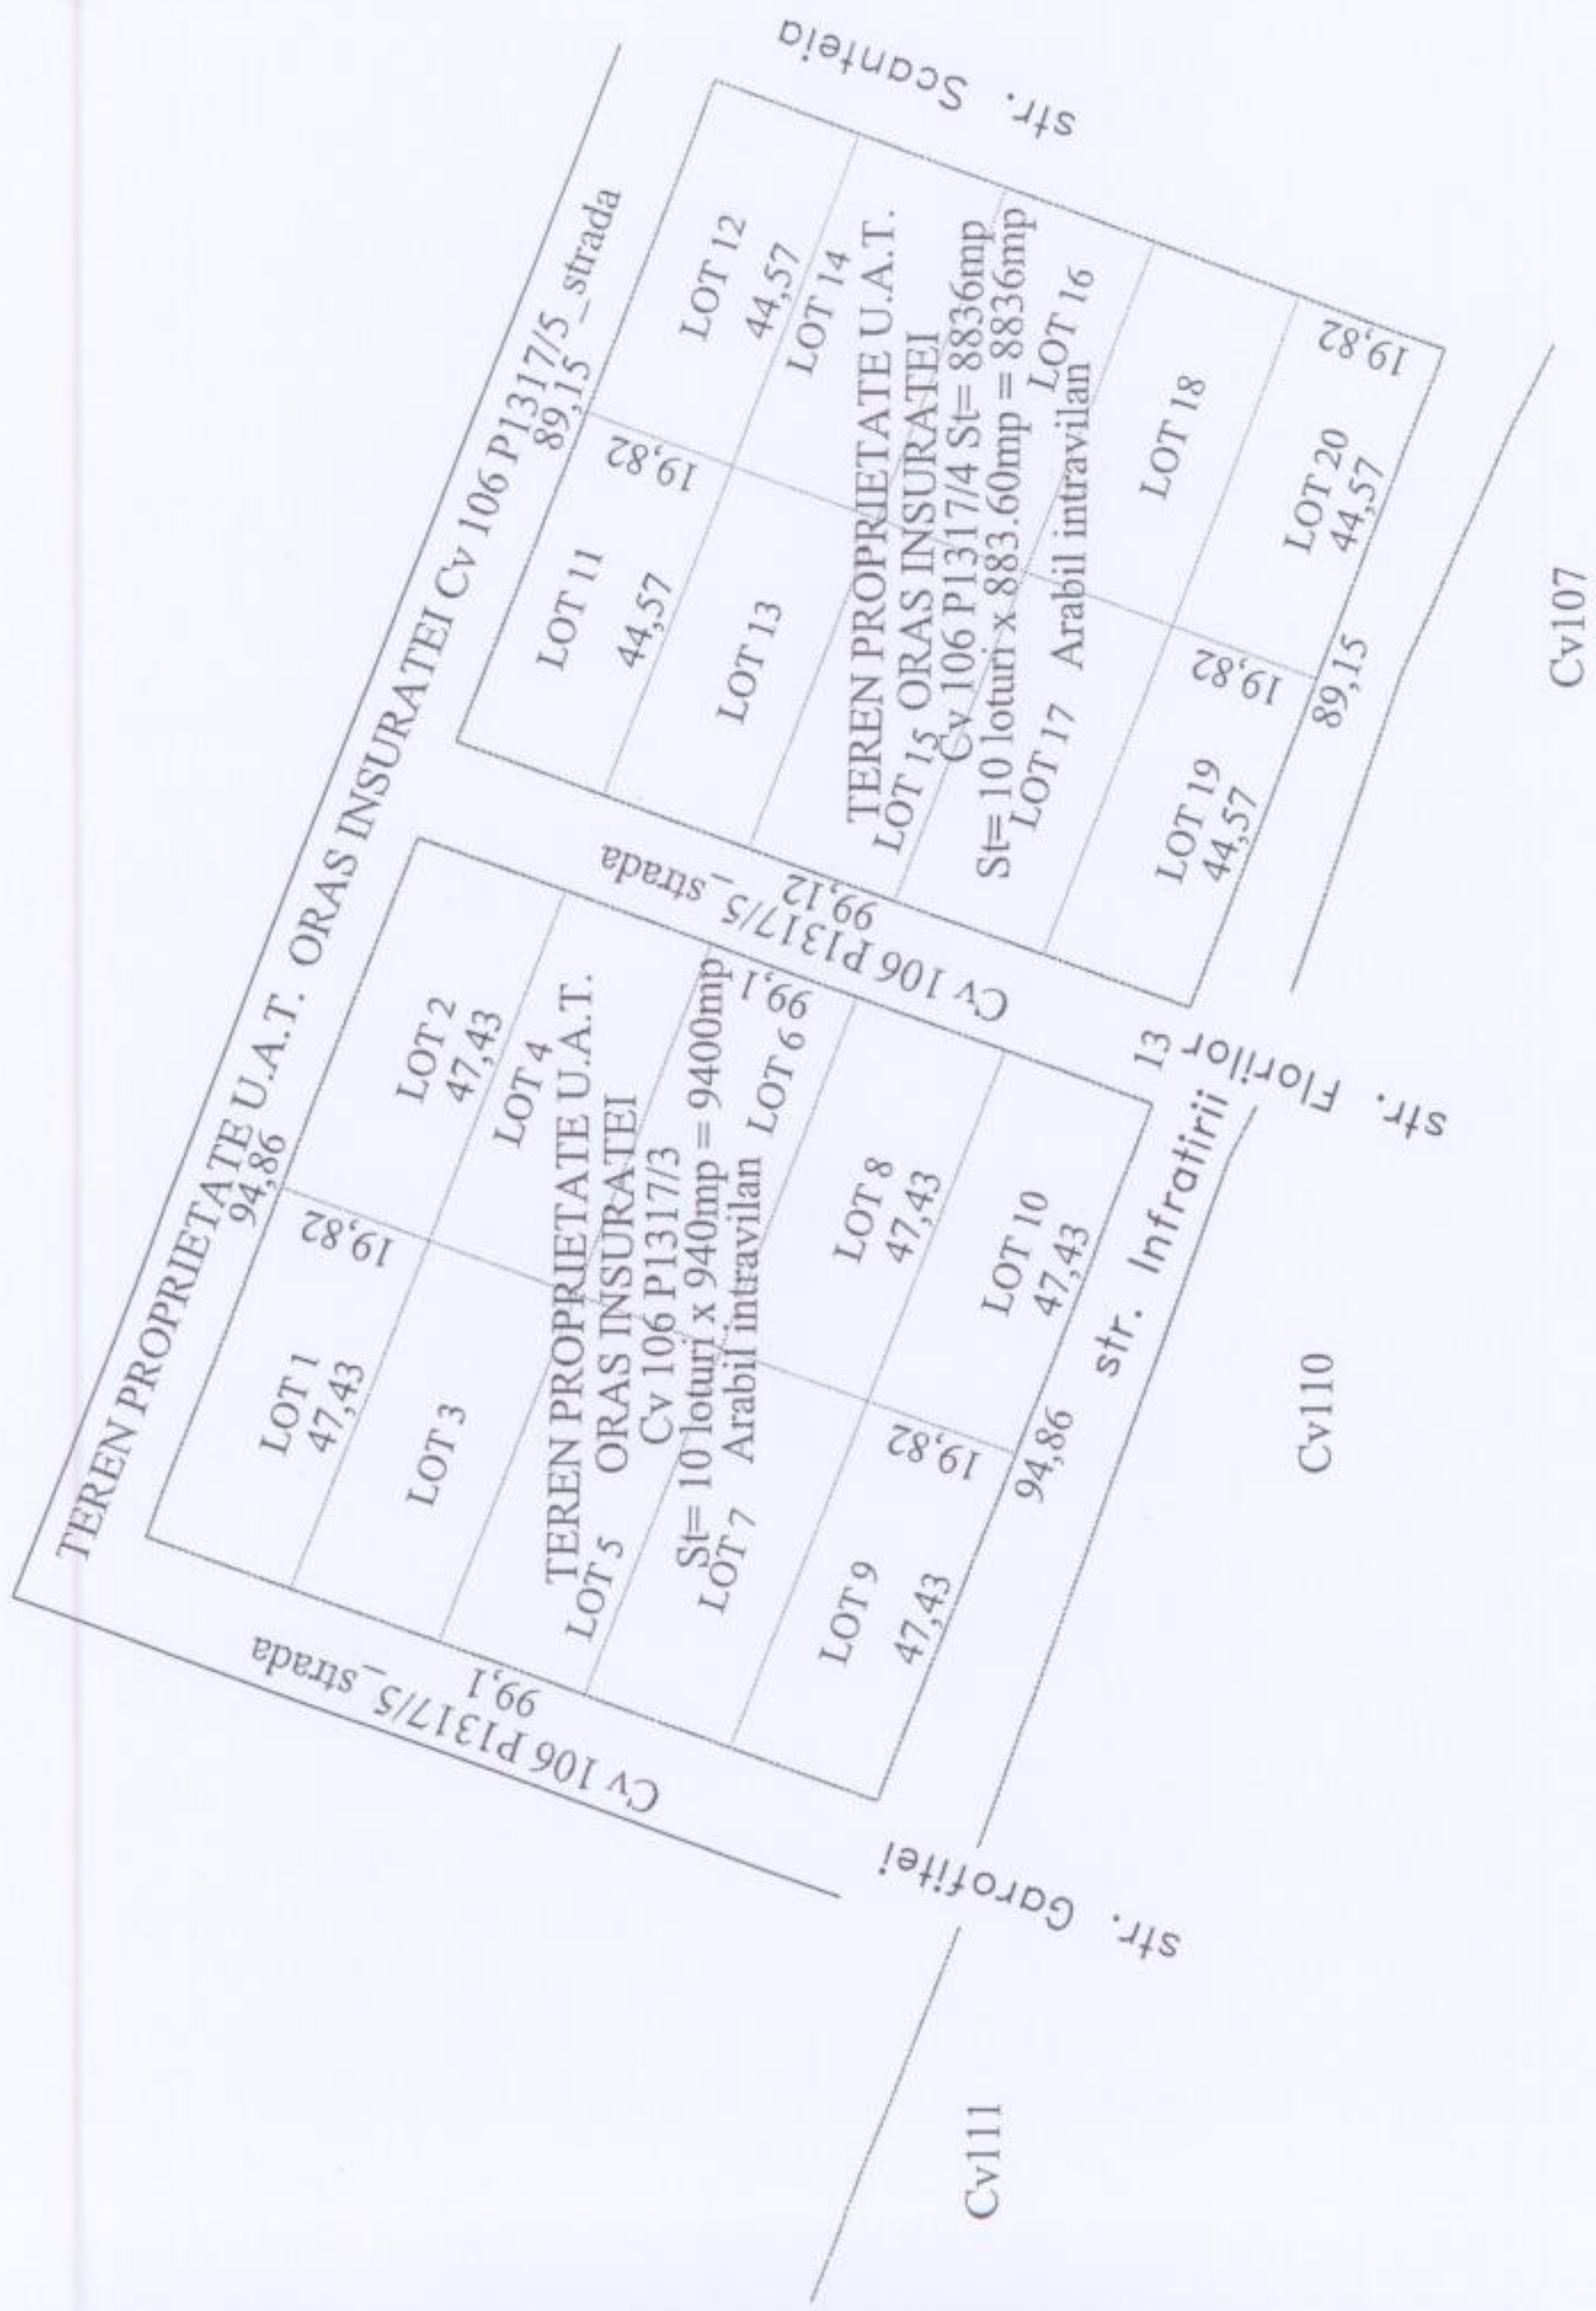 TEREN PROPRIETATE U.A.T. ORAS INSURATEI Cv 106 P1317/5_strada
94,86
89,15
Cv 106 P1317/5_strada
99,1
LOT 1
47,43
19,82
LOT 2
47,43
LOT 3
LOT 4
TEREN PROPRIETATE U.A.T.
LOT 5
ORAS INSURATEI
Cv 106 P1317/3
St= 10 loturi x 940mp = 9400mp
LOT 7
Arabil intravilan
LOT 6
99,1
LOT 8
47,43
LOT 9
47,43
19,82
LOT 10
47,43
94,86
Cv 106 P1317/5_strada
99,12
13
LOT 11
44,57
19,82
LOT 12
44,57
LOT 13
LOT 14
TEREN PROPRIETATE U.A.T.
LOT 15
ORAS INSURATEI
Cv 106 P1317/4 St= 8836mp
St= 10 loturi x 883.60mp = 8836mp
LOT 17
Arabil intravilan
LOT 16
LOT 18
LOT 19
44,57
19,82
LOT 20
44,57
19,82
89,15
str. Scanteia
str. Infratirii
str. Florilor
str. Garofitei
Cv111
Cv110
Cv107